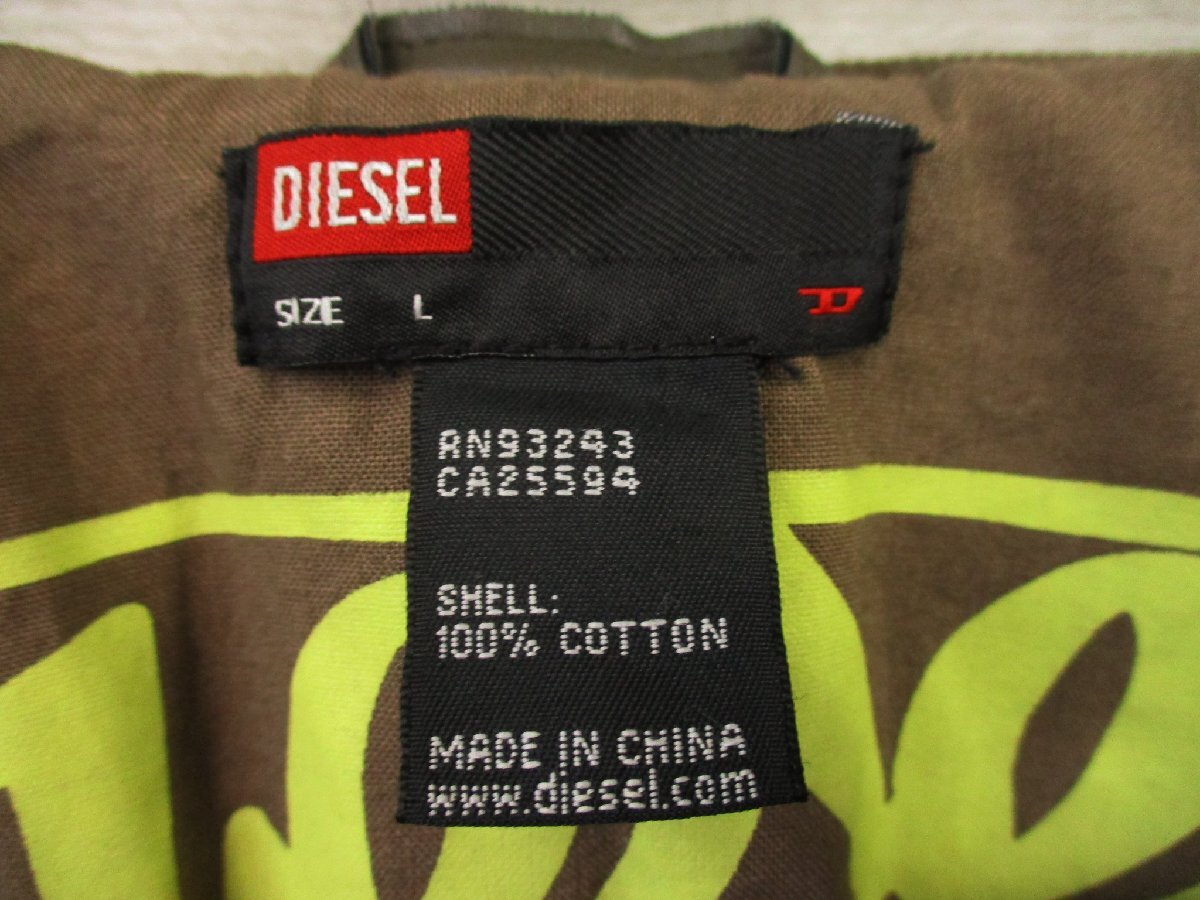 DIESEL
SIZE L
RN93243
CA25594
SHELL:
100% COTTON
MADE IN CHINA
www.diesel.com